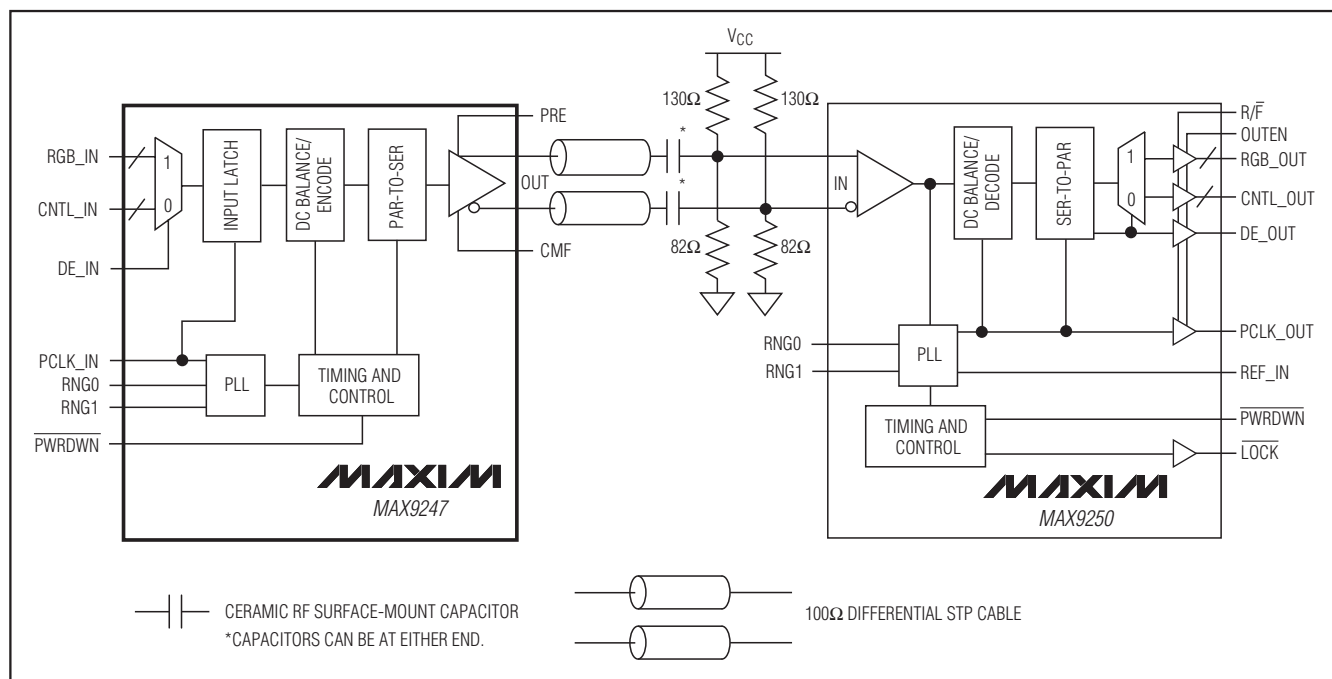 VCC
130Ω
130Ω
82Ω
82Ω
*
*
RGB_IN
CNTL_IN
DE_IN
PCLK_IN
RNG0
RNG1
PWRDWN
1
0
INPUT LATCH
DC BALANCE/
ENCODE
PAR-TO-SER
PLL
TIMING AND
CONTROL
PRE
OUT
CMF
MAXIM
MAX9247
IN
RNG0
RNG1
DC BALANCE/
DECODE
SER-TO-PAR
1
0
PLL
TIMING AND
CONTROL
R/F̅
OUTEN
RGB_OUT
CNTL_OUT
DE_OUT
PCLK_OUT
REF_IN
PWRDWN
LOCK
MAXIM
MAX9250
CERAMIC RF SURFACE-MOUNT CAPACITOR
*CAPACITORS CAN BE AT EITHER END.
100Ω DIFFERENTIAL STP CABLE